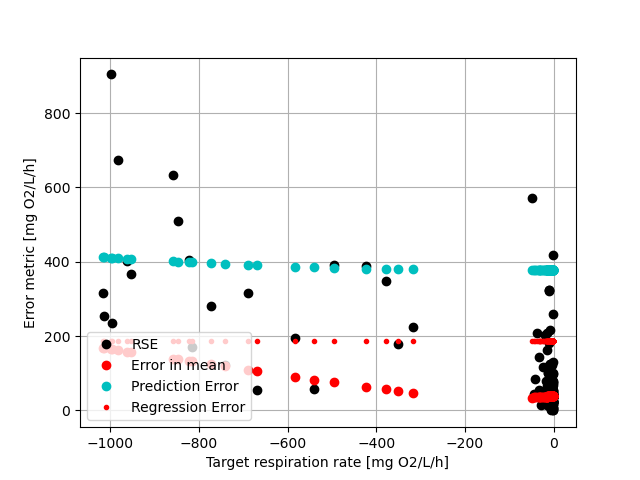 800
600
400
200
0
Error metric [mg O2/L/h]
RSE
Error in mean
Prediction Error
Regression Error
−1000 −800 −600 −400 −200 0
Target respiration rate [mg O2/L/h]